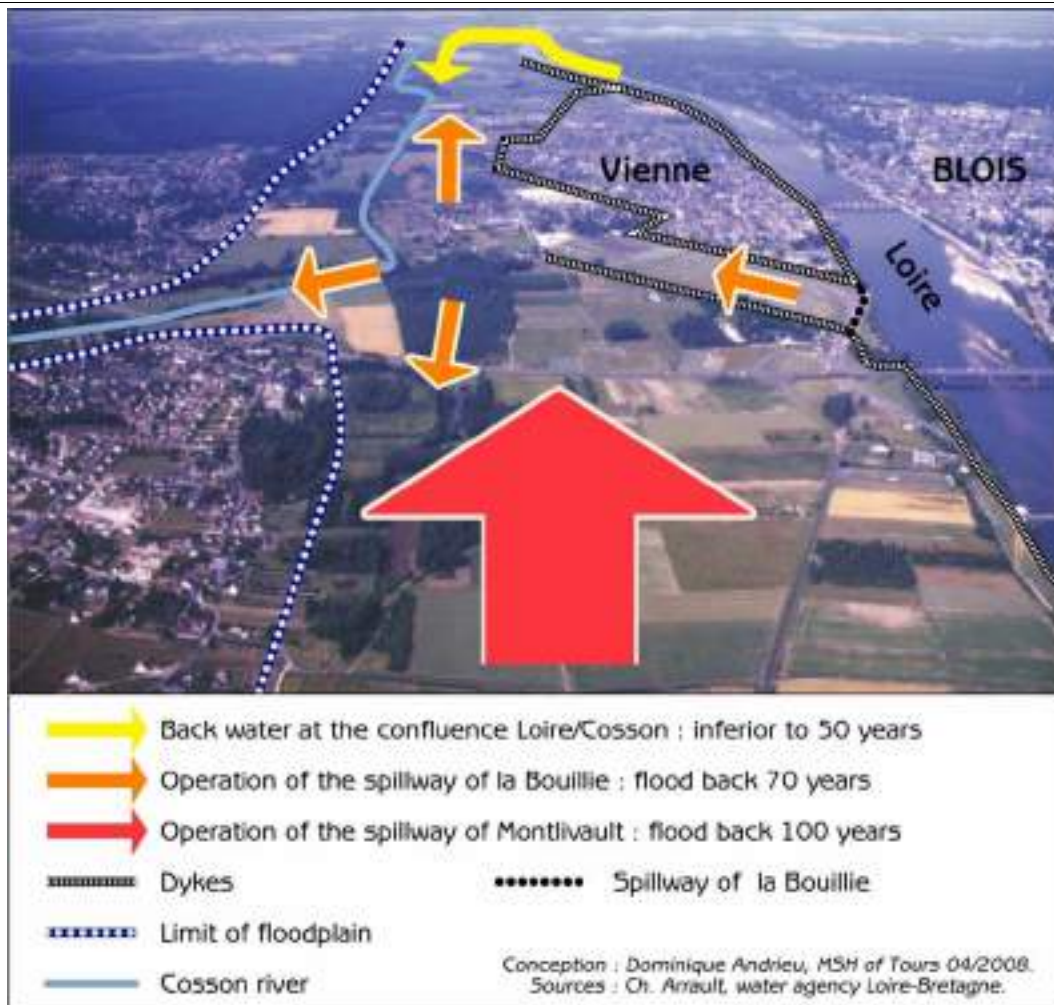 Vienne
BLOIS
Loire
Back water at the confluence Loire/Cosson : inferior to 50 years
Operation of the spillway of la Bouillie : flood back 70 years
Operation of the spillway of Montlivault : flood back 100 years
Dykes
Spillway of la Bouillie
Limit of floodplain
Cosson river
Conception : Dominique Andrieu, MSH of Tours 04/2008.
Sources : Ch. Arrault, water agency Loire-Bretagne.